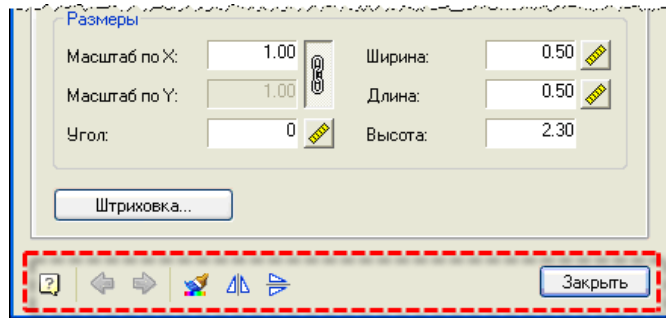 Размеры
Масштаб по X: 1.00 Ширина: 0.50
Масштаб по Y: 1.00 Длина: 0.50
Угол: 0 Высота: 2.30
Штриховка...
? Закрыть